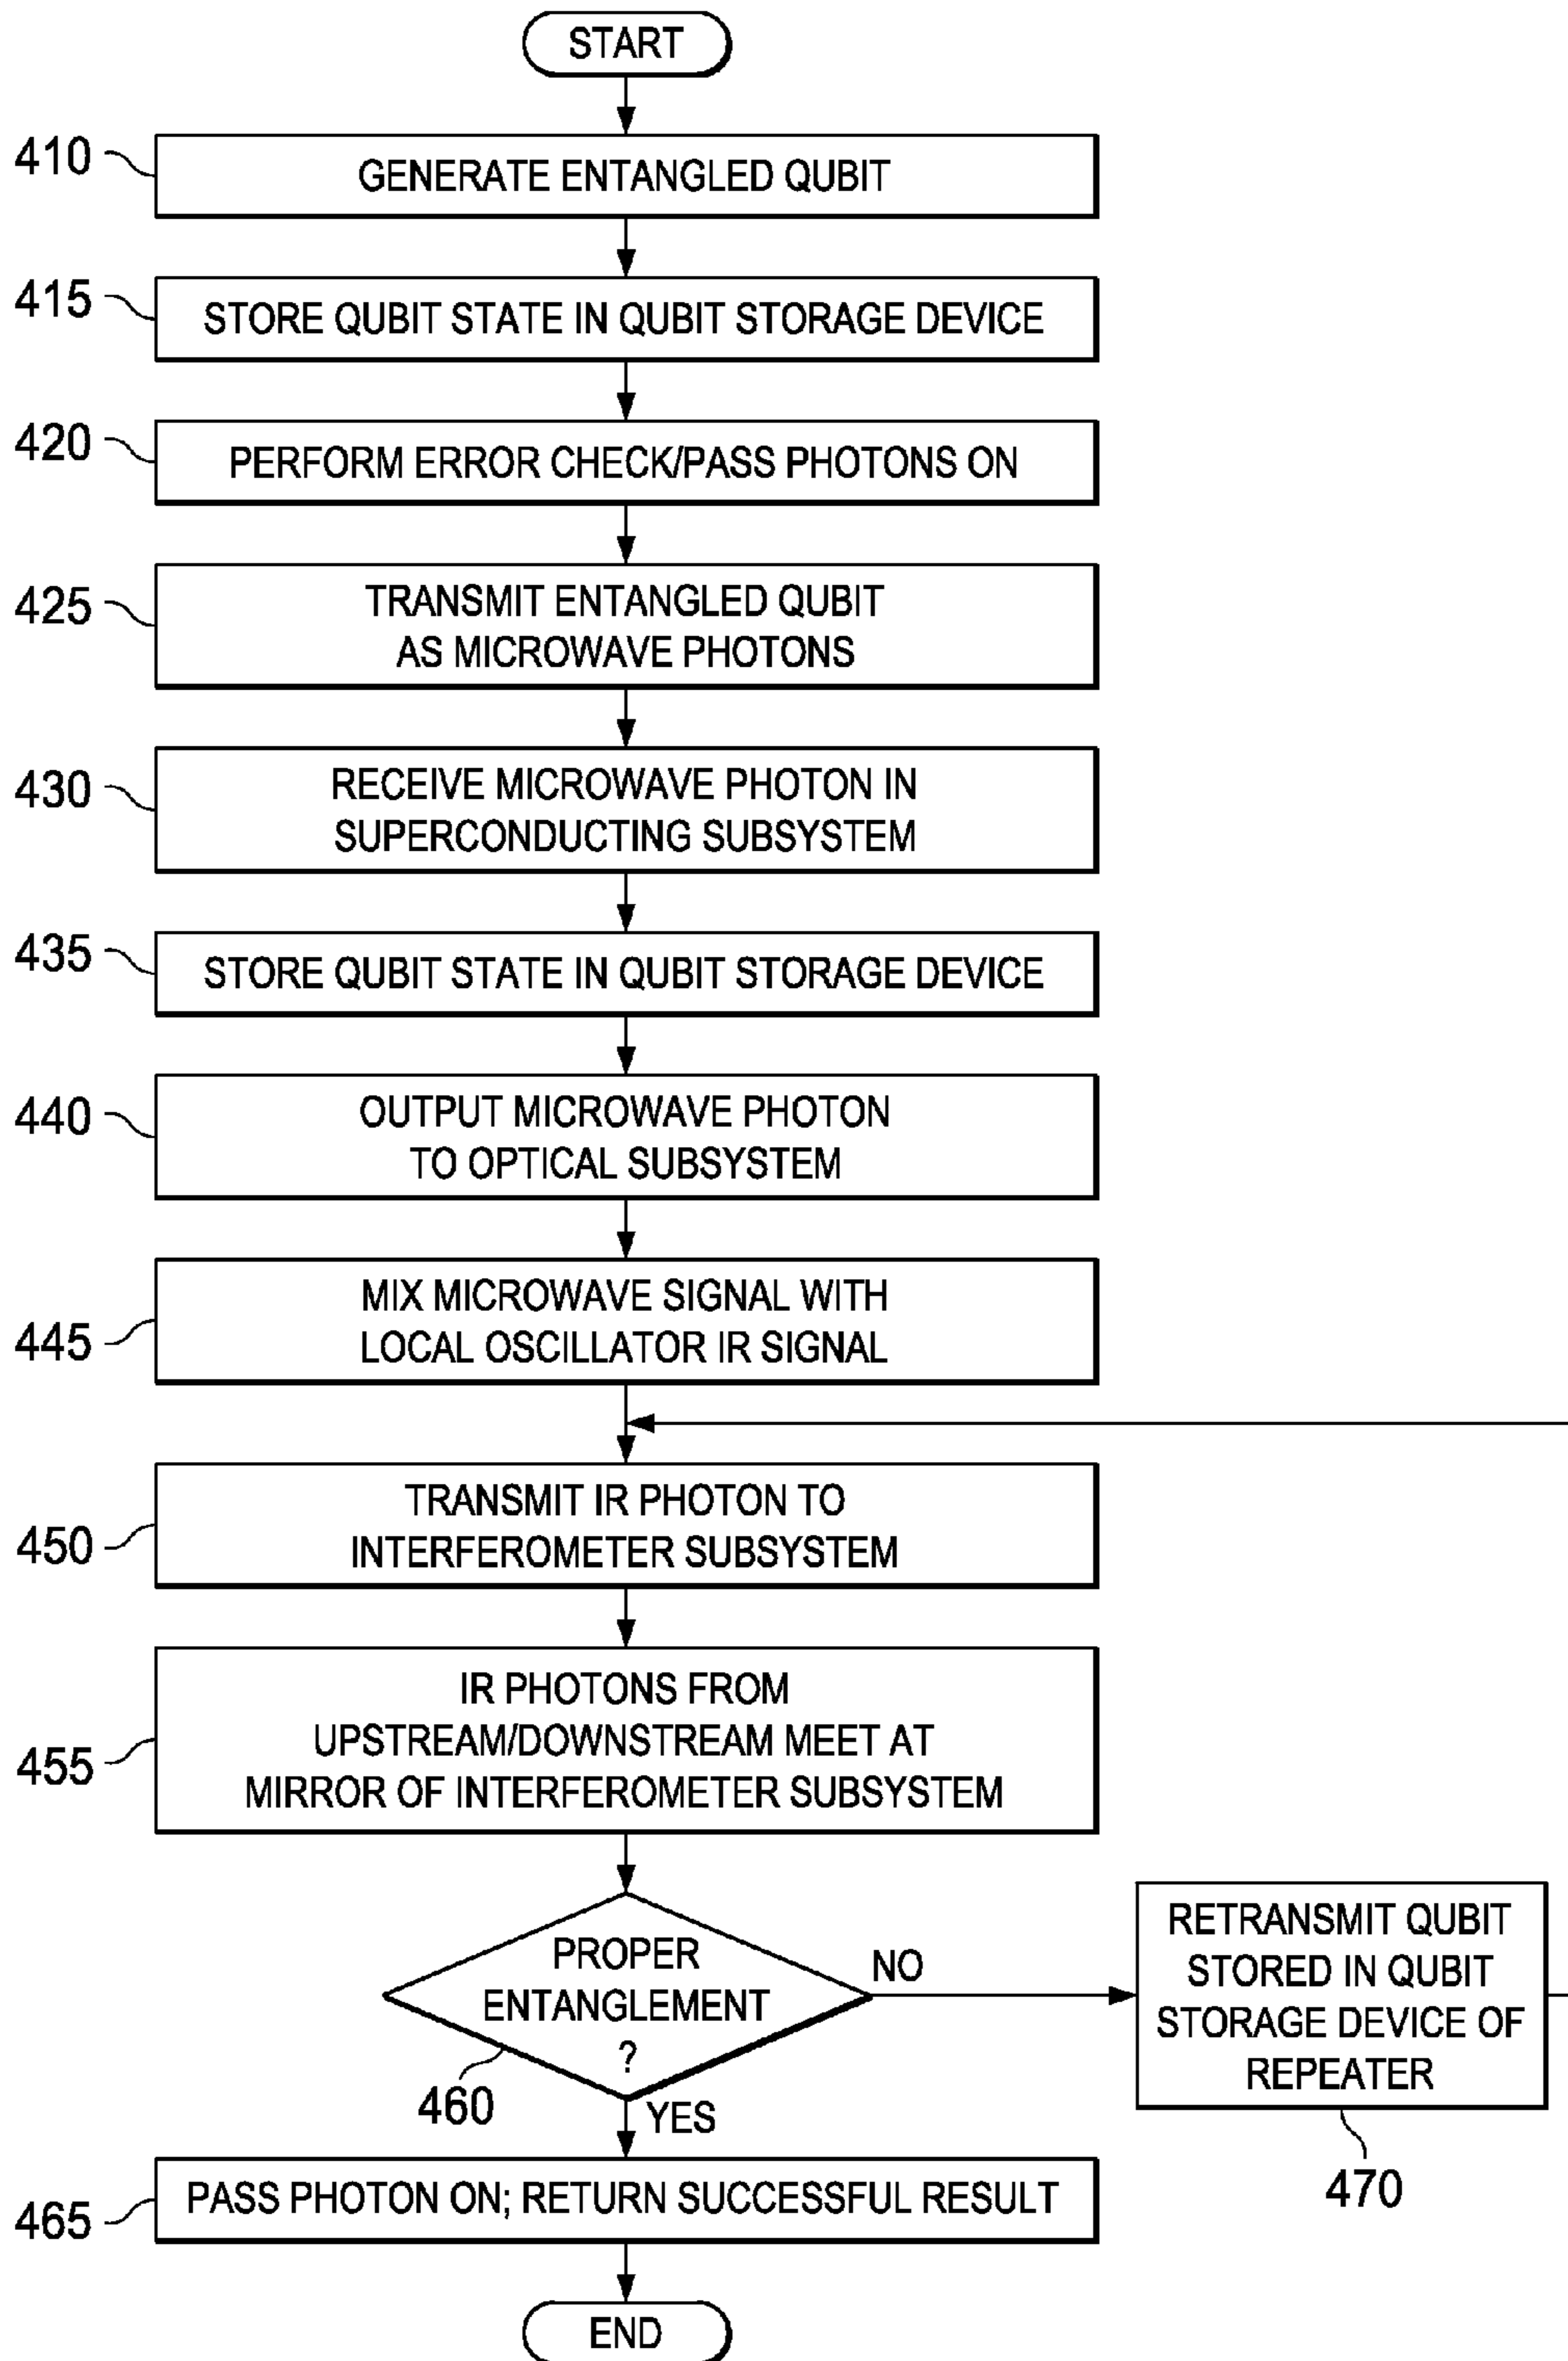 START
410
GENERATE ENTANGLED QUBIT
415
STORE QUBIT STATE IN QUBIT STORAGE DEVICE
420
PERFORM ERROR CHECK/PASS PHOTONS ON
425
TRANSMIT ENTANGLED QUBIT
AS MICROWAVE PHOTONS
430
RECEIVE MICROWAVE PHOTON IN
SUPERCONDUCTING SUBSYSTEM
435
STORE QUBIT STATE IN QUBIT STORAGE DEVICE
440
OUTPUT MICROWAVE PHOTON
TO OPTICAL SUBSYSTEM
445
MIX MICROWAVE SIGNAL WITH
LOCAL OSCILLATOR IR SIGNAL
450
TRANSMIT IR PHOTON TO
INTERFEROMETER SUBSYSTEM
455
IR PHOTONS FROM
UPSTREAM/DOWNSTREAM MEET AT
MIRROR OF INTERFEROMETER SUBSYSTEM
PROPER
ENTANGLEMENT
?
460
NO
RETRANSMIT QUBIT
STORED IN QUBIT
STORAGE DEVICE OF
REPEATER
470
YES
465
PASS PHOTON ON; RETURN SUCCESSFUL RESULT
END